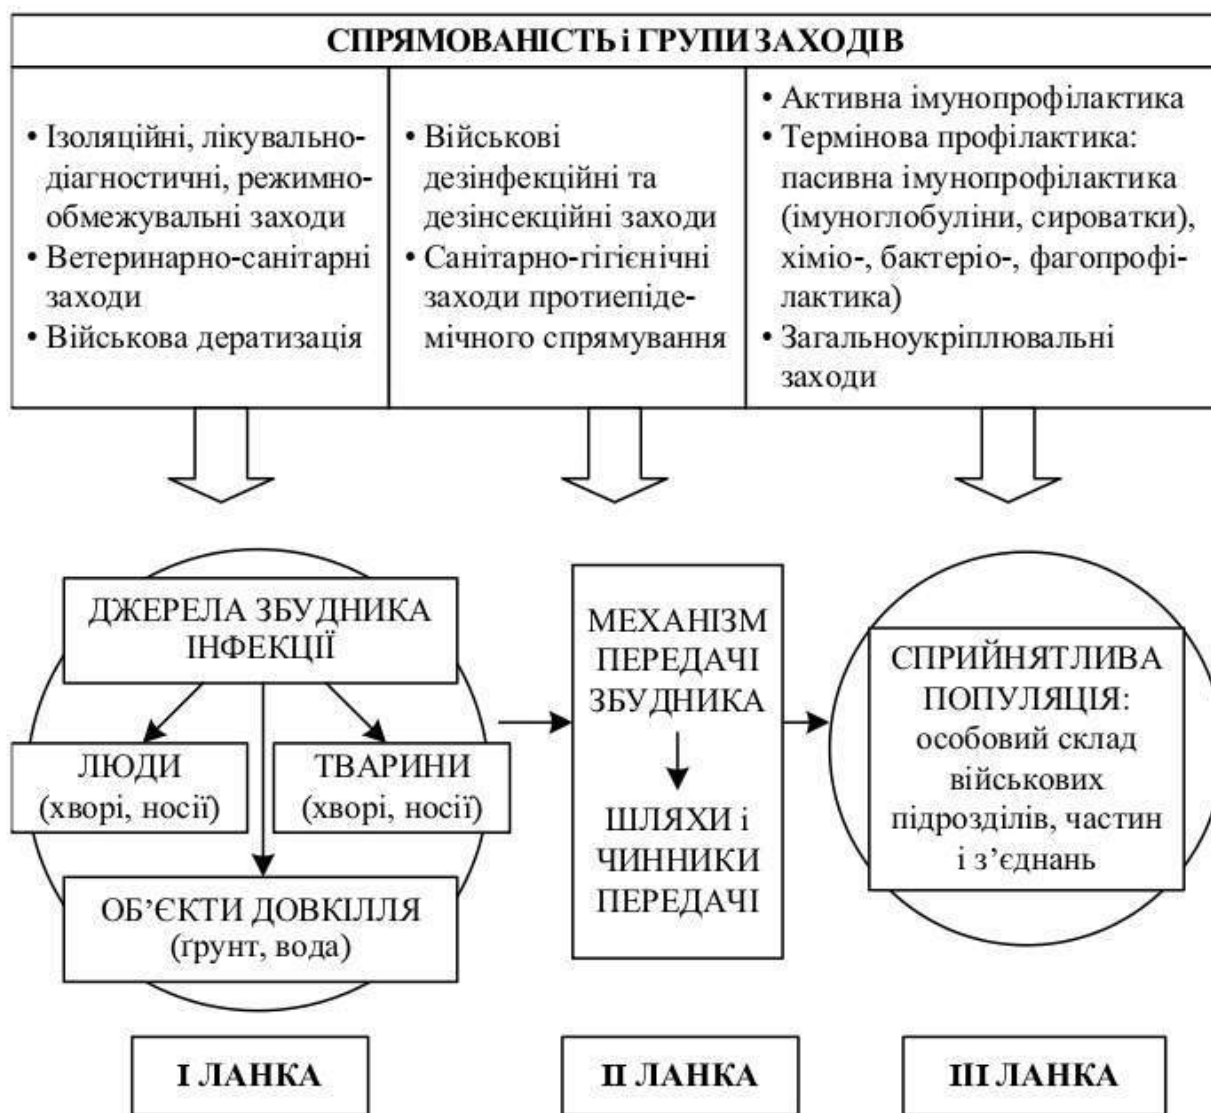 СПРЯМОВАНІСТЬ і ГРУПИ ЗАХОДІВ
• Ізоляційні, лікувально-
діагностичні, режимно-
обмежувальні заходи
• Ветеринарно-санітарні
заходи
• Військова дератизація
• Військові
дезінфекційні та
дезінсекційні заходи
• Санітарно-гігієнічні
заходи протиепіде-
мічного спрямування
• Активна імунопрофілактика
• Термінова профілактика:
пасивна імунопрофілактика
(імуноглобуліни, сироватки),
хіміо-, бактеріо-, фагопрофі-
лактика)
• Загальноукріплювальні
заходи
ДЖЕРЕЛА ЗБУДНИКА
ІНФЕКЦІЇ
ЛЮДИ
(хворі, носії)
ТВАРИНИ
(хворі, носії)
ОБ’ЄКТИ ДОВКІЛЛЯ
(ґрунт, вода)
МЕХАНІЗМ
ПЕРЕДАЧІ
ЗБУДНИКА
ШЛЯХИ і
ЧИННИКИ
ПЕРЕДАЧІ
СПРИЙНЯТЛИВА
ПОПУЛЯЦІЯ:
особовий склад
військових
підрозділів, частин
і з’єднань
І ЛАНКА
ІІ ЛАНКА
ІІІ ЛАНКА